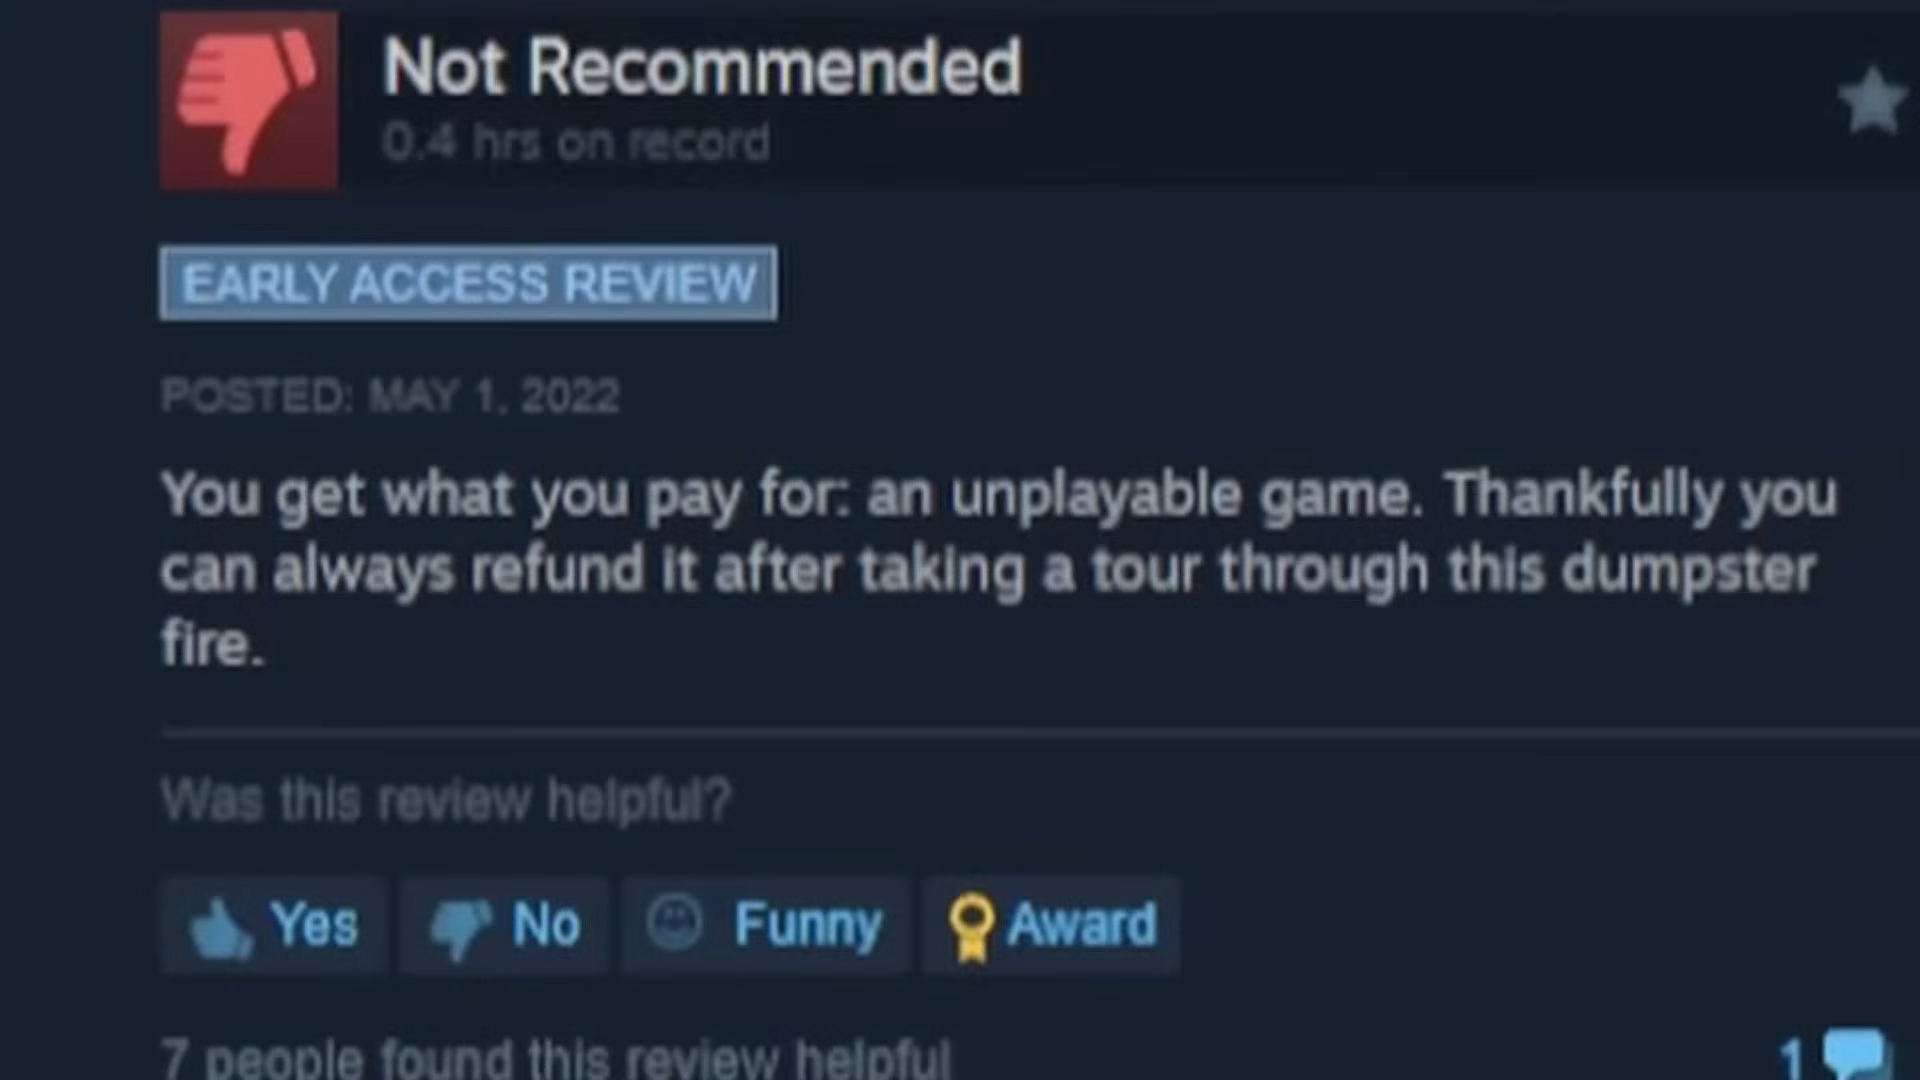 Not Recommended
0.4 hrs on record
EARLY ACCESS REVIEW
POSTED: MAY 1, 2022
You get what you pay for: an unplayable game. Thankfully you
can always refund it after taking a tour through this dumpster
fire.
Was this review helpful?
Yes No Funny Award
7 people found this review helpful 1